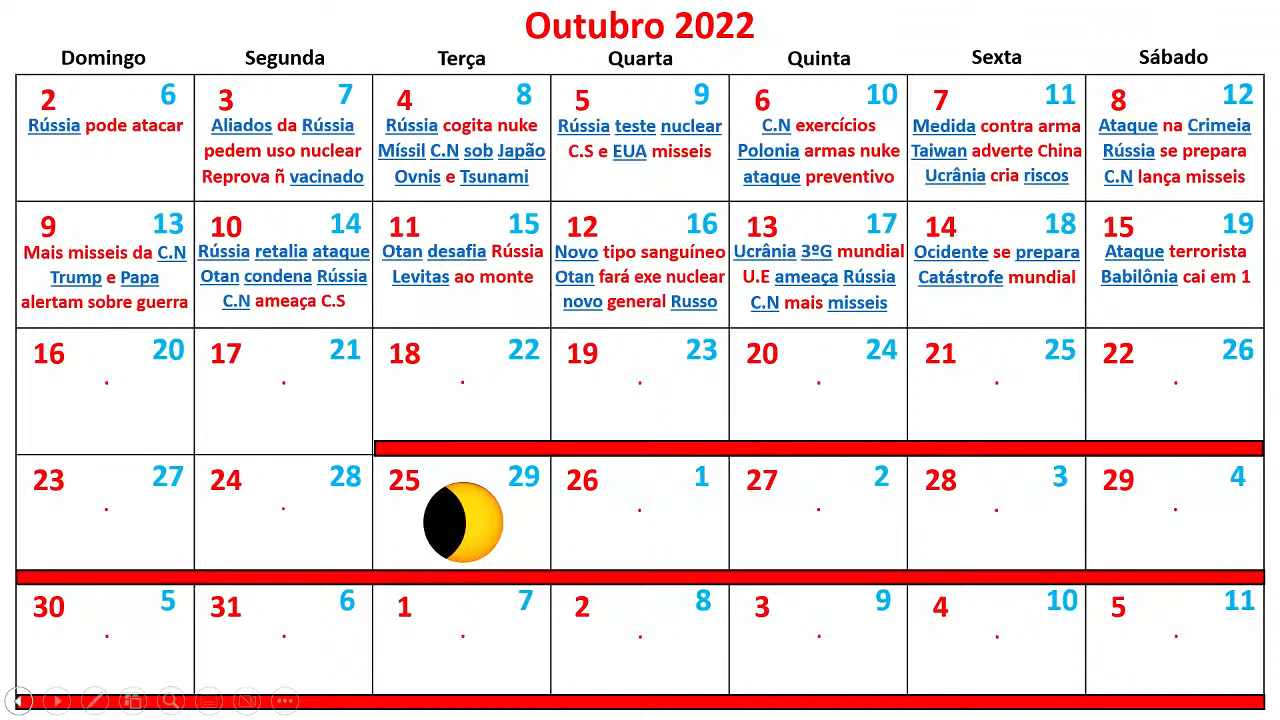 Outubro 2022
Domingo Segunda Terça Quarta Quinta Sexta Sábado
2 6
Rússia pode atacar
3 7
Aliados da Rússia
pedem uso nuclear
Reprova ñ vacinado
4 8
Rússia cogita nuke
Míssil C.N sob Japão
Ovnis e Tsunami
5 9
Rússia teste nuclear
C.S e EUA misseis
6 10
C.N exercícios
Polonia armas nuke
ataque preventivo
7 11
Medida contra arma
Taiwan adverte China
Ucrânia cria riscos
8 12
Ataque na Crimeia
Rússia se prepara
C.N lança misseis
9 13
Mais misseis da C.N
Trump e Papa
alertam sobre guerra
10 14
Rússia retalia ataque
Otan condena Rússia
C.N ameaça C.S
11 15
Otan desafia Rússia
Levitas ao monte
12 16
Novo tipo sanguíneo
Otan fará exe nuclear
novo general Russo
13 17
Ucrânia 3ºG mundial
U.E ameaça Rússia
C.N mais misseis
14 18
Ocidente se prepara
Catástrofe mundial
15 19
Ataque terrorista
Babilônia cai em 1
16 20
.
17 21
.
18 22
.
19 23
.
20 24
.
21 25
.
22 26
.
23 27
.
24 28
.
25 29
26 1
.
27 2
.
28 3
.
29 4
.
30 5
.
31 6
.
1 7
.
2 8
.
3 9
.
4 10
.
5 11
.